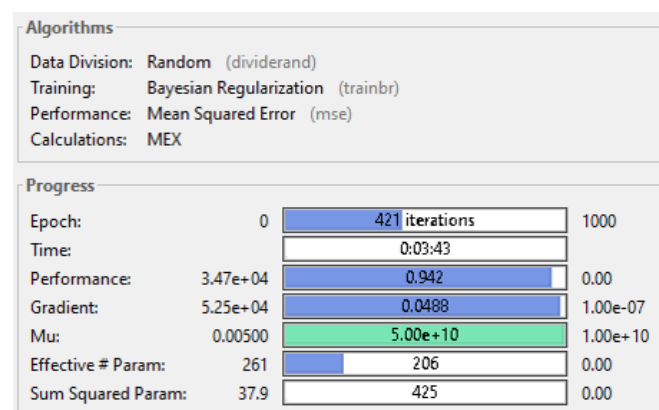 Algorithms
Data Division: Random (dividerand)
Training: Bayesian Regularization (trainbr)
Performance: Mean Squared Error (mse)
Calculations: MEX
Progress
Epoch: 0 421 iterations 1000
Time: 0:03:43
Performance: 3.47e+04 0.942 0.00
Gradient: 5.25e+04 0.0488 1.00e-07
Mu: 0.00500 5.00e+10 1.00e+10
Effective # Param: 261 206 0.00
Sum Squared Param: 37.9 425 0.00